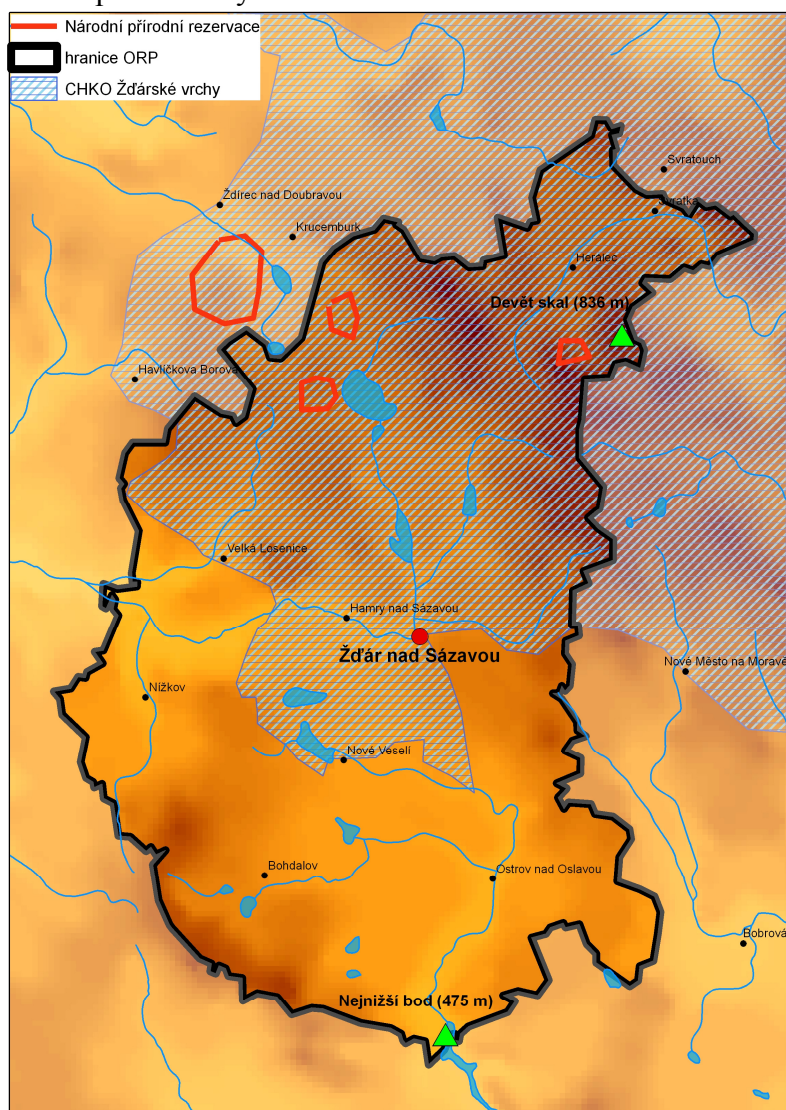 Národní přírodní rezervace
hranice ORP
CHKO Žďárské vrchy
Svratouch
Ždírec nad Doubravou
Svratka
Krucemburk
Herálec
Devět skal (836 m)
Havlíčkova Borová
Velká Losenice
Hamry nad Sázavou
Žďár nad Sázavou
Nové Město na Moravě
Nížkov
Nové Veselí
Bohdalov
Ostrov nad Oslavou
Bobrová
Nejnižší bod (475 m)